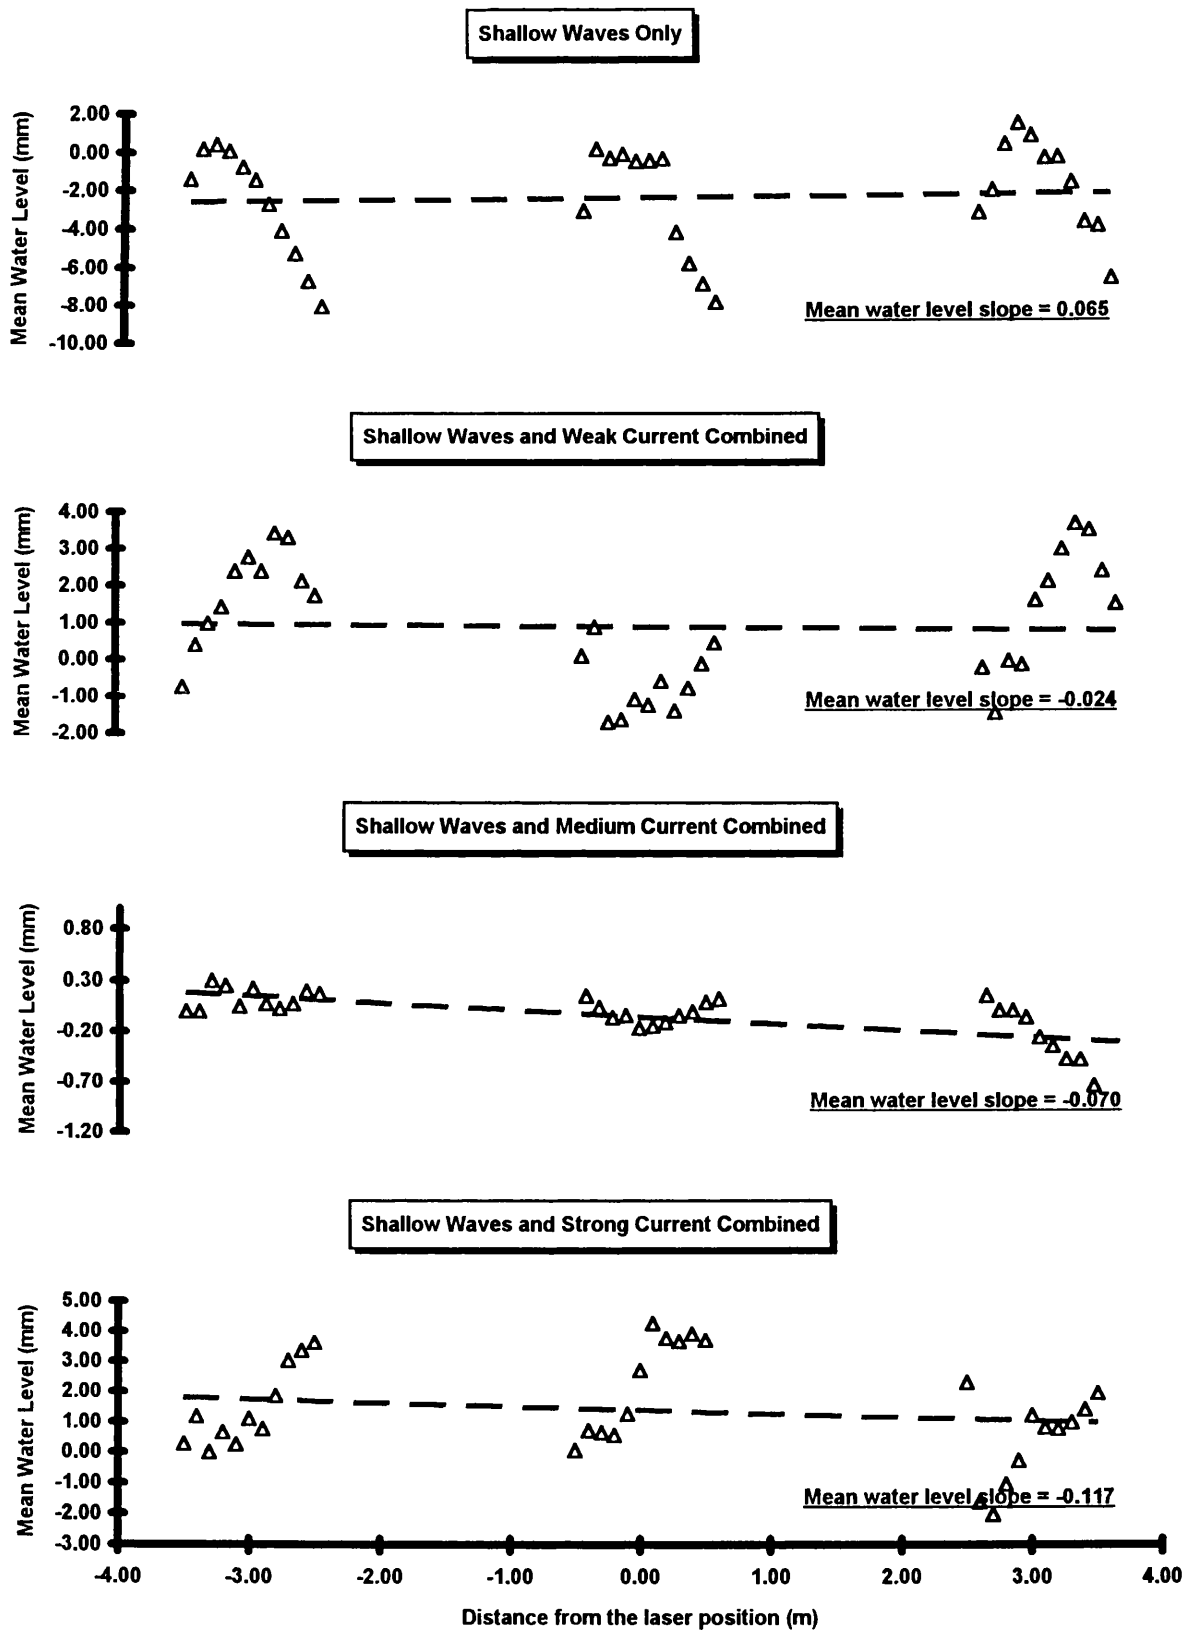 Shallow Waves Only
Mean Water Level (mm)
2.00
0.00
-2.00
-4.00
-6.00
-8.00
-10.00
Mean water level slope = 0.065
Shallow Waves and Weak Current Combined
Mean Water Level (mm)
4.00
3.00
2.00
1.00
0.00
-1.00
-2.00
Mean water level slope = -0.024
Shallow Waves and Medium Current Combined
Mean Water Level (mm)
0.80
0.30
-0.20
-0.70
-1.20
Mean water level slope = -0.070
Shallow Waves and Strong Current Combined
Mean Water Level (mm)
5.00
4.00
3.00
2.00
1.00
0.00
-1.00
-2.00
-3.00
Mean water level slope = -0.117
-4.00 -3.00 -2.00 -1.00 0.00 1.00 2.00 3.00 4.00
Distance from the laser position (m)